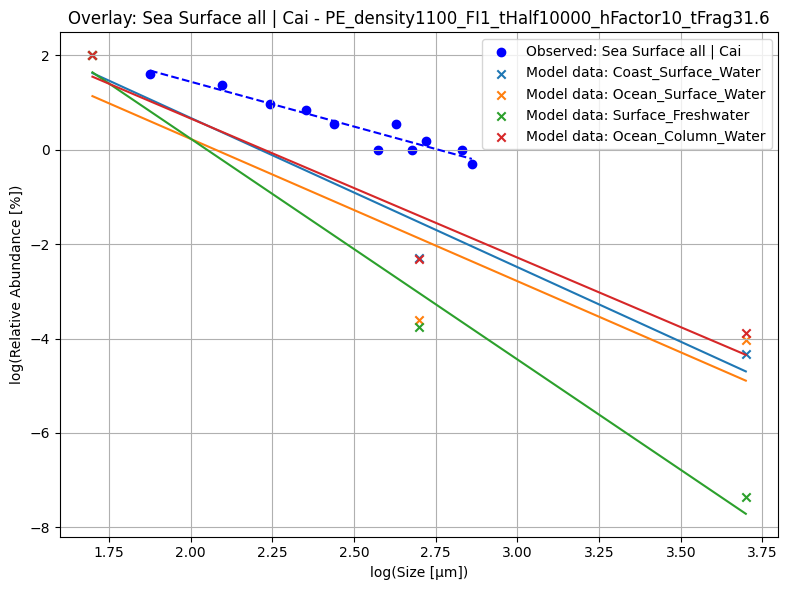 Overlay: Sea Surface all | Cai - PE_density1100_FI1_tHalf10000_hFactor10_tFrag31.6
Observed: Sea Surface all | Cai
Model data: Coast_Surface_Water
Model data: Ocean_Surface_Water
Model data: Surface_Freshwater
Model data: Ocean_Column_Water
log(Relative Abundance [%])
2
0
−2
−4
−6
−8
1.75
2.00
2.25
2.50
2.75
3.00
3.25
3.50
3.75
log(Size [μm])